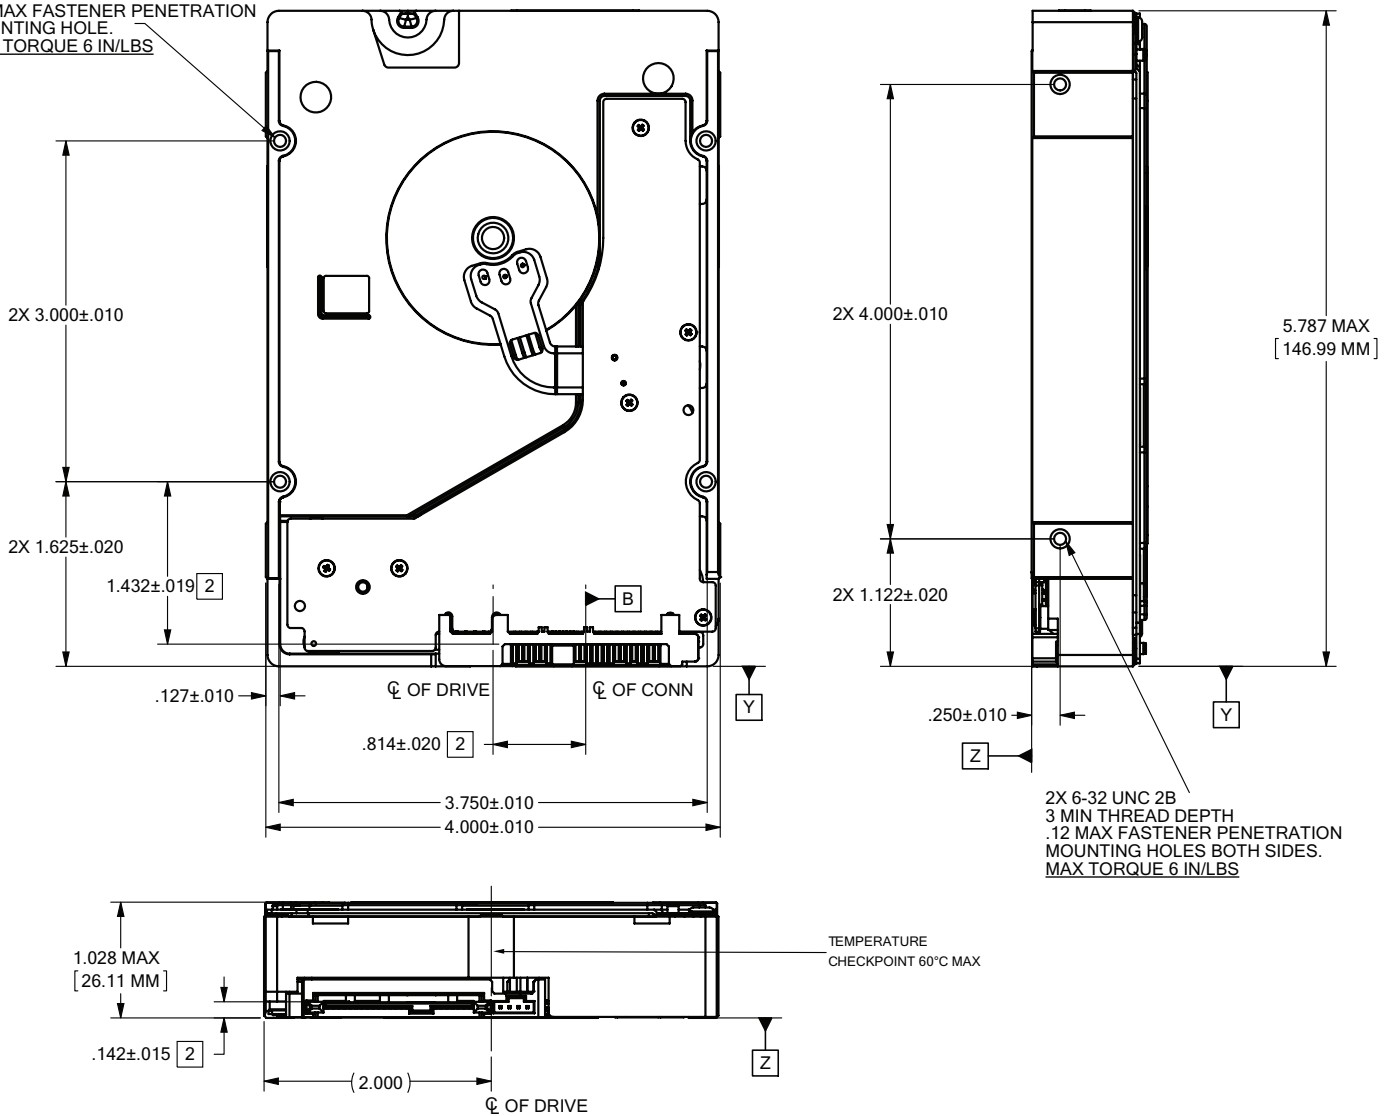 MAX FASTENER PENETRATION
NTING HOLE.
TORQUE 6 IN/LBS
2X 3.000±.010
2X 1.625±.020
1.432±.019 2
B
.127±.010
℄ OF DRIVE
℄ OF CONN
Y
.814±.020 2
3.750±.010
4.000±.010
2X 4.000±.010
5.787 MAX
[146.99 MM]
2X 1.122±.020
.250±.010
Y
Z
2X 6-32 UNC 2B
3 MIN THREAD DEPTH
.12 MAX FASTENER PENETRATION
MOUNTING HOLES BOTH SIDES.
MAX TORQUE 6 IN/LBS
1.028 MAX
[26.11 MM]
TEMPERATURE
CHECKPOINT 60°C MAX
.142±.015 2
Z
(2.000)
℄ OF DRIVE